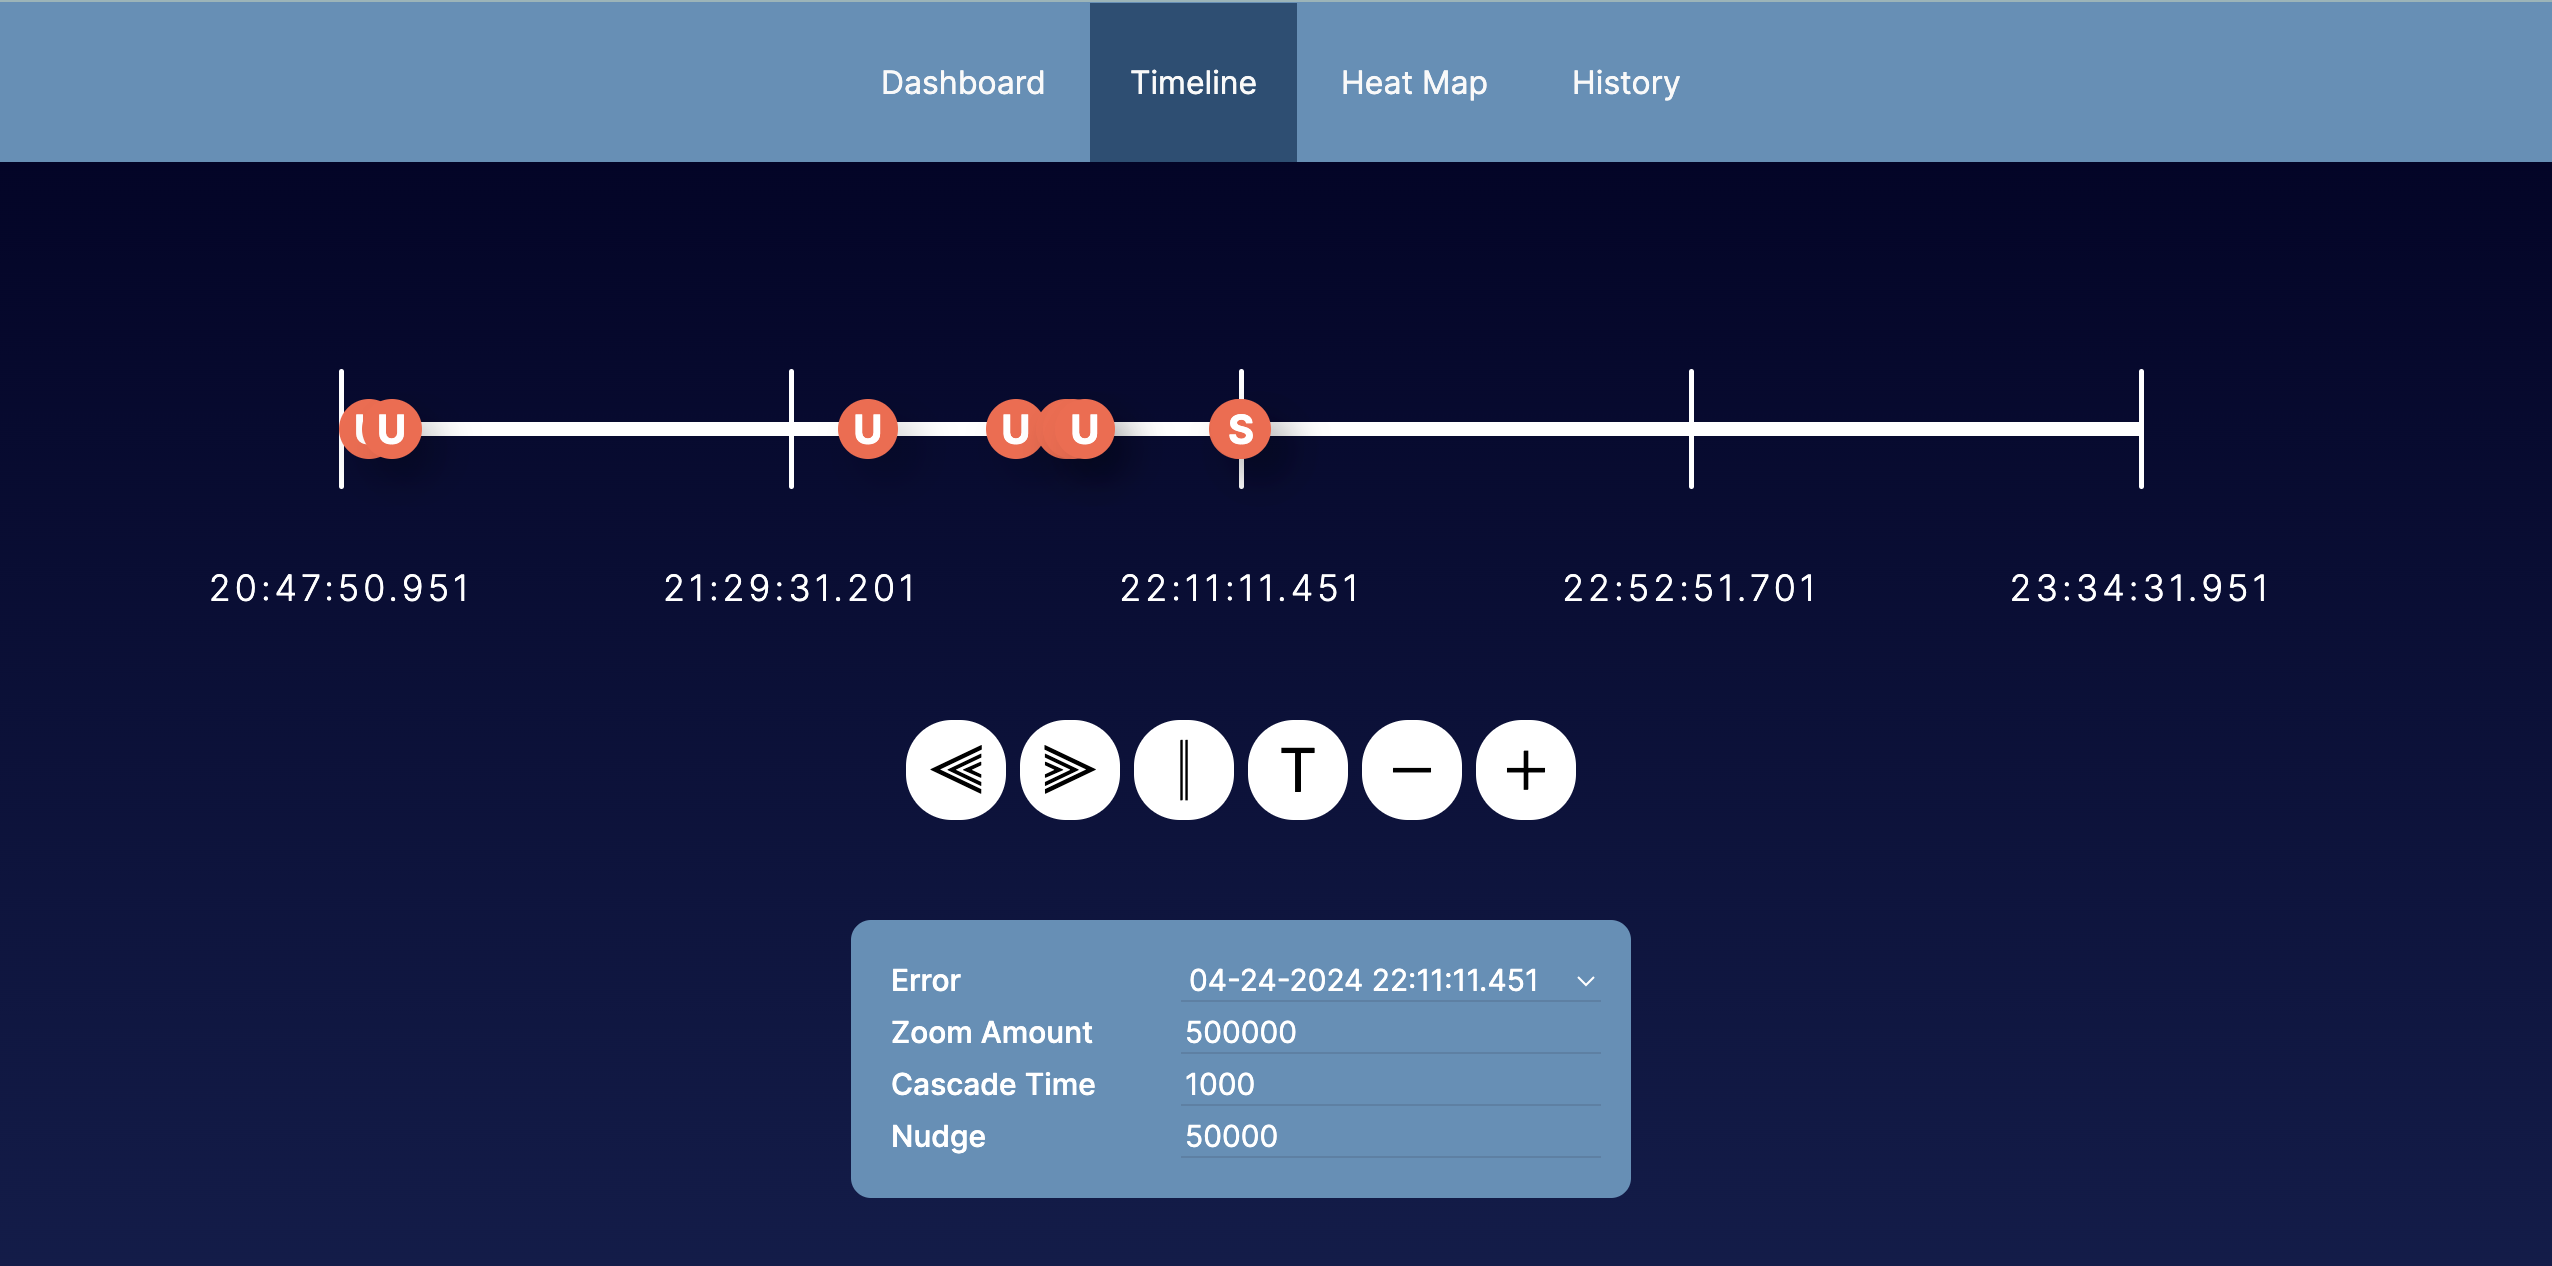 Dashboard Timeline Heat Map History
U U U U S
20:47:50.951 21:29:31.201 22:11:11.451 22:52:51.701 23:34:31.951
T − +
Error 04-24-2024 22:11:11.451
Zoom Amount 500000
Cascade Time 1000
Nudge 50000